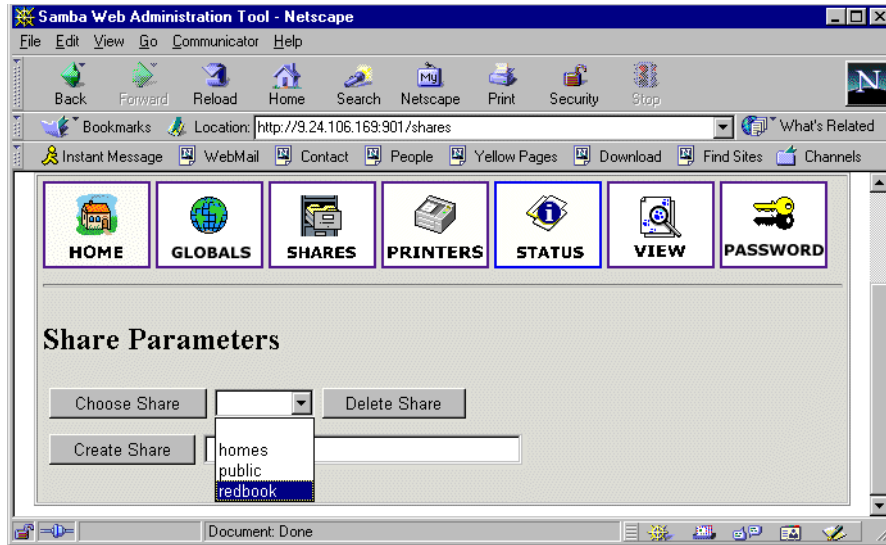 Samba Web Administration Tool - Netscape
File Edit View Go Communicator Help
Back Forward Reload Home Search Netscape Print Security Stop
My
N
Bookmarks Location: http://9.24.106.169:901/shares What's Related
Instant Message WebMail Contact People Yellow Pages Download Find Sites Channels
HOME GLOBALS SHARES PRINTERS STATUS VIEW PASSWORD
Share Parameters
Choose Share Delete Share
Create Share
homes
public
redbook
Document: Done